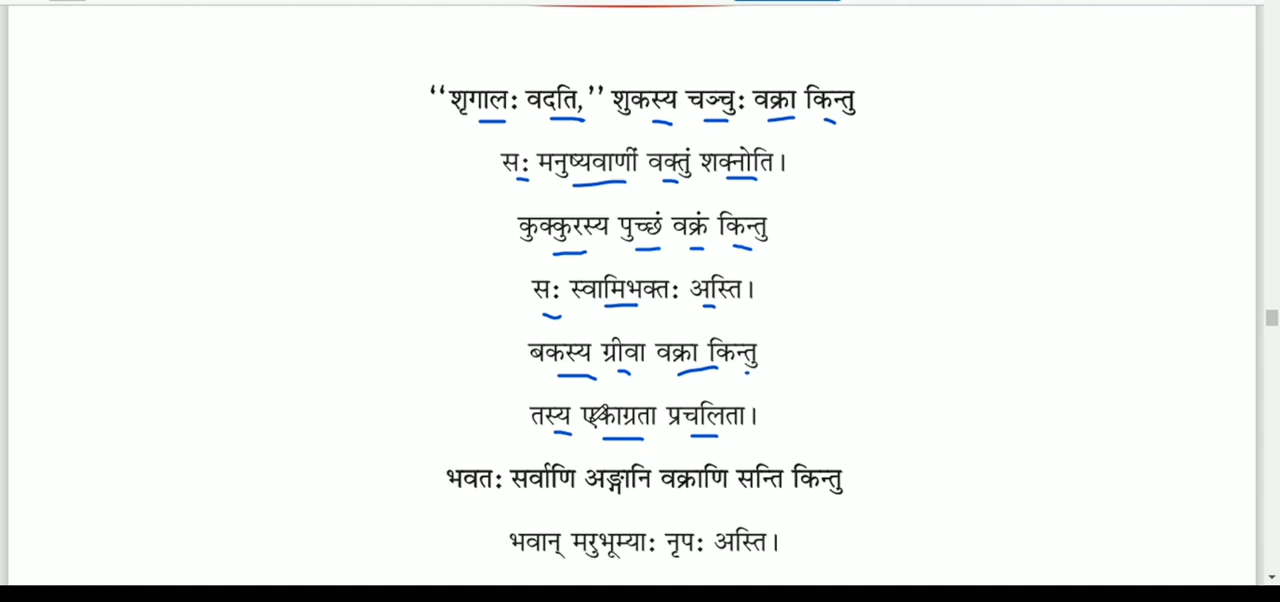 ‘‘शृगालः वदति,’’ शुकस्य चञ्चुः वक्रा किन्तु
सः मनुष्यवाणीं वक्तुं शक्नोति।
कुक्कुरस्य पुच्छं वक्रं किन्तु
सः स्वामिभक्तः अस्ति।
बकस्य ग्रीवा वक्रा किन्तु
तस्य एकाग्रता प्रचलिता।
भवतः सर्वाणि अङ्गानि वक्राणि सन्ति किन्तु
भवान् मरुभूम्याः नृपः अस्ति।